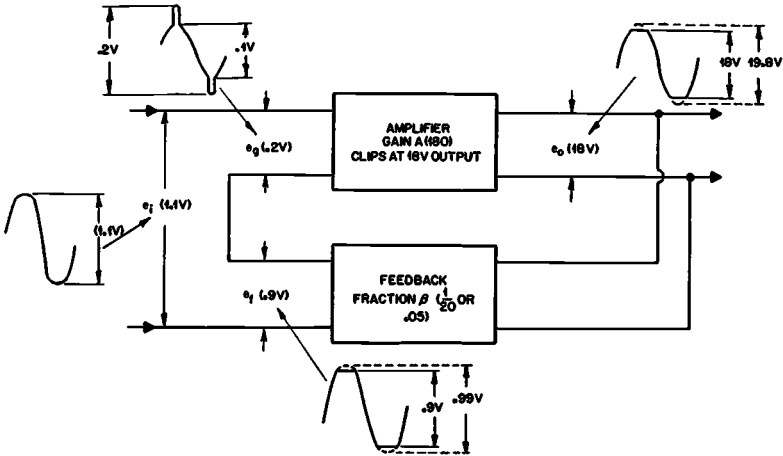 .2V
.1V
18V
19.8V
AMPLIFIER
GAIN A(180)
CLIPS AT 18V OUTPUT
eg (.2V)
eo (18V)
ei (1.1V)
(1.1V)
FEEDBACK
FRACTION β (1/20 OR
.05)
ef (.9V)
.9V
.99V